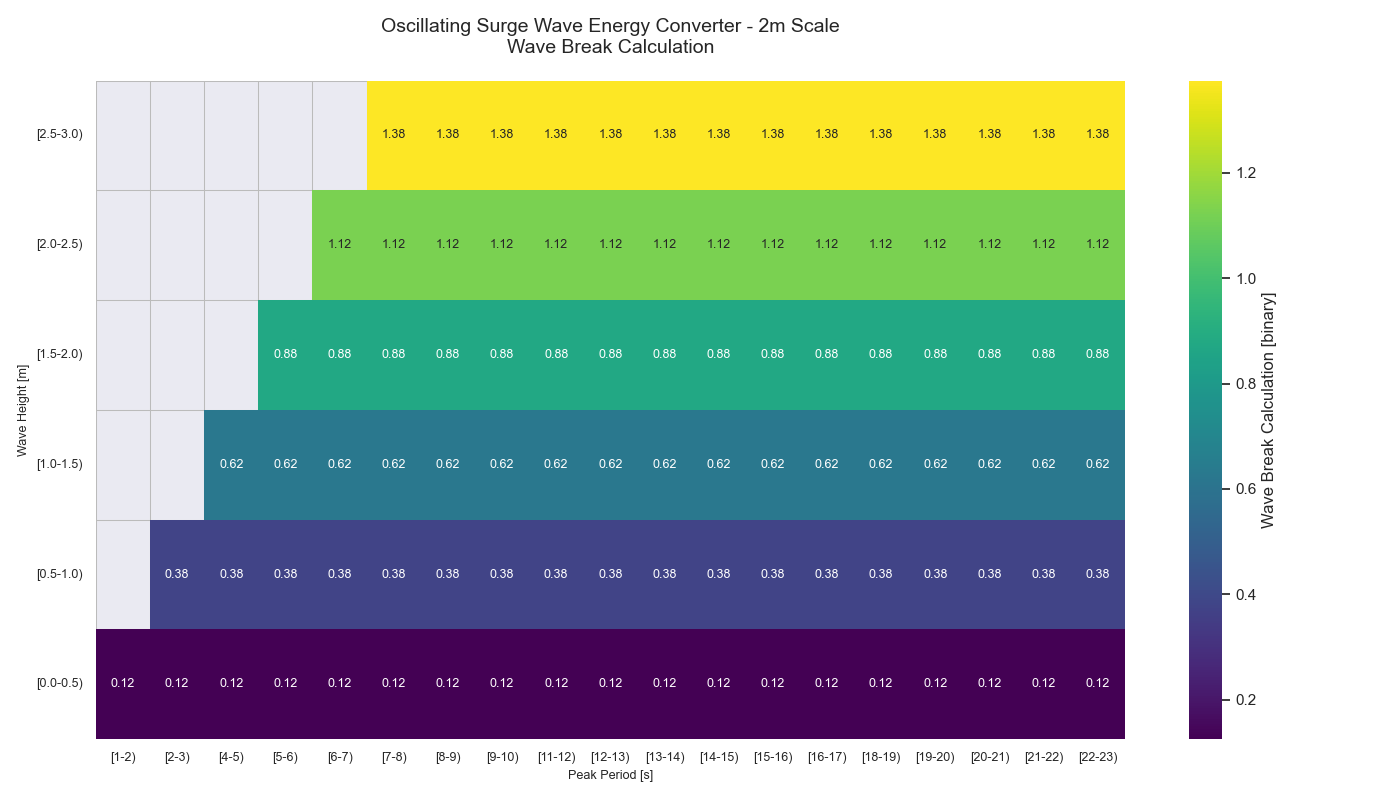 Oscillating Surge Wave Energy Converter - 2m Scale
Wave Break Calculation
[2.5-3.0) 1.38 1.38 1.38 1.38 1.38 1.38 1.38 1.38 1.38 1.38 1.38 1.38 1.38 1.38
[2.0-2.5) 1.12 1.12 1.12 1.12 1.12 1.12 1.12 1.12 1.12 1.12 1.12 1.12 1.12 1.12 1.12
[1.5-2.0) 0.88 0.88 0.88 0.88 0.88 0.88 0.88 0.88 0.88 0.88 0.88 0.88 0.88 0.88 0.88 0.88
[1.0-1.5) 0.62 0.62 0.62 0.62 0.62 0.62 0.62 0.62 0.62 0.62 0.62 0.62 0.62 0.62 0.62 0.62 0.62
[0.5-1.0) 0.38 0.38 0.38 0.38 0.38 0.38 0.38 0.38 0.38 0.38 0.38 0.38 0.38 0.38 0.38 0.38 0.38 0.38
[0.0-0.5) 0.12 0.12 0.12 0.12 0.12 0.12 0.12 0.12 0.12 0.12 0.12 0.12 0.12 0.12 0.12 0.12 0.12 0.12 0.12
[1-2) [2-3) [4-5) [5-6) [6-7) [7-8) [8-9) [9-10) [11-12) [12-13) [13-14) [14-15) [15-16) [16-17) [18-19) [19-20) [20-21) [21-22) [22-23)
Peak Period [s]
Wave Height [m]
1.2
1.0
0.8
0.6
0.4
0.2
Wave Break Calculation [binary]